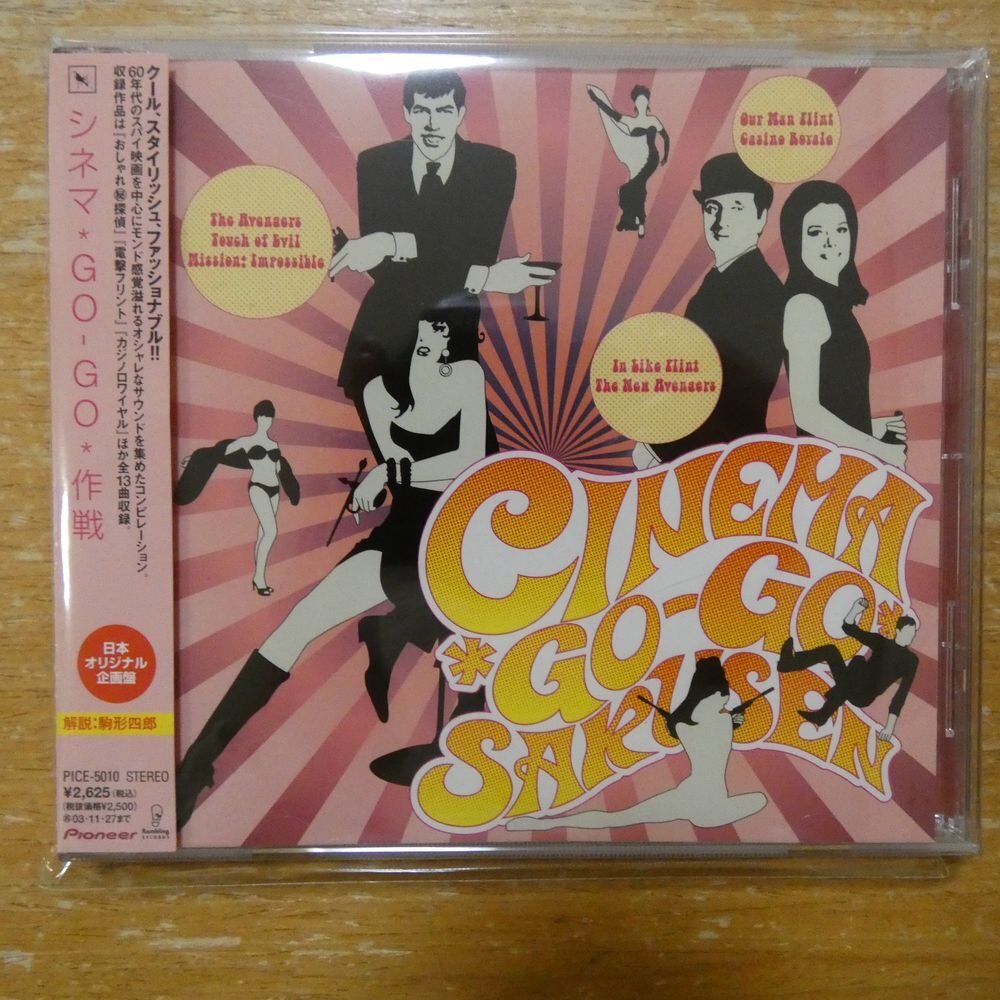 シネマ*GO-GO*作戦
クール、スタイリッシュ、ファッショナブル!!
60年代のスパイ映画を中心にモンド感覚溢れるオシャレなサウンドを集めたコンピレーション。
収録作品は『おしゃれ㊙探偵』『電撃フリント』『カジノロワイヤル』ほか全13曲収録。
日本
オリジナル
企画盤
解説:駒形四郎
PICE-5010 STEREO
¥2,625(税込)
(税抜価格¥2,500)
03・11・27まで
Pioneer
Rambling
RECORDS
The Avengers
Touch of Evil
Mission: Impossible
Our Man Flint
Casino Royale
In Like Flint
The New Avengers
CINEMA
*GO-GO*
SAKUSEN